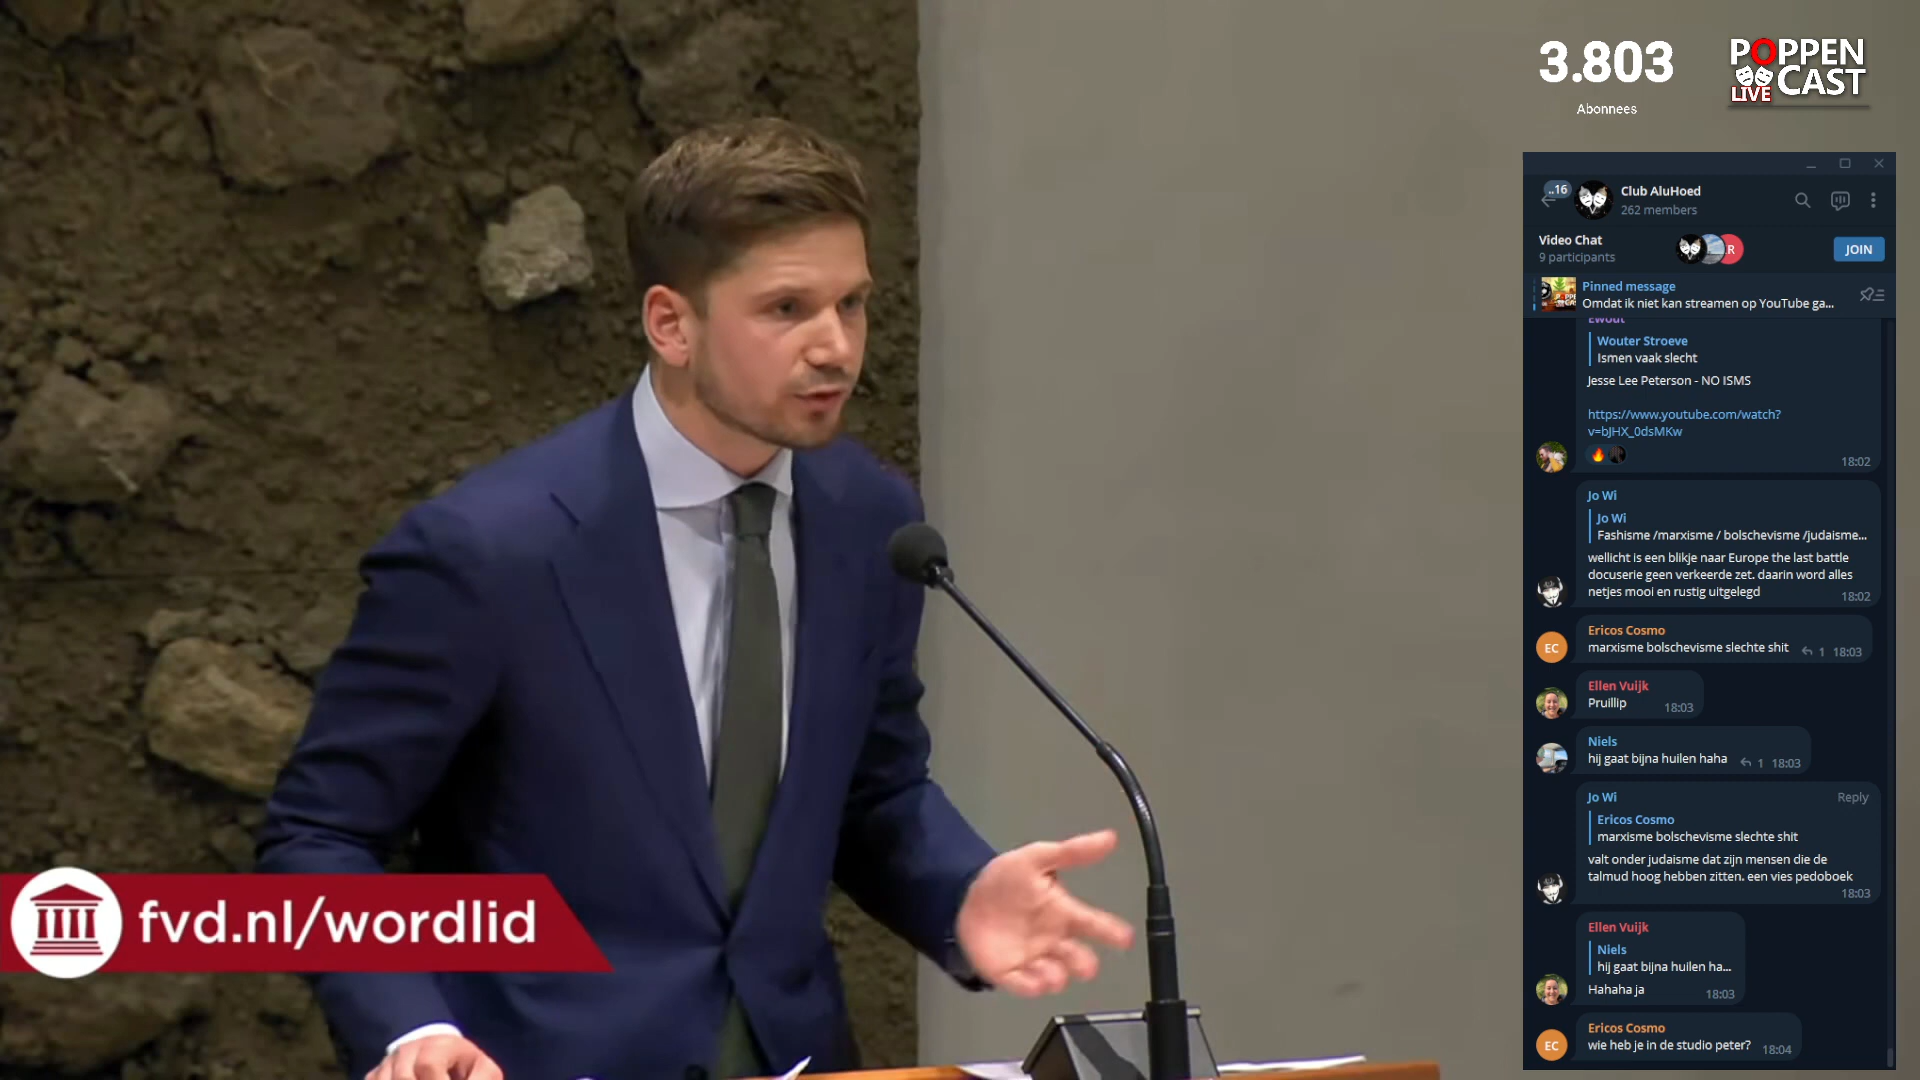 3.803
Abonnees
POPPEN
LIVE CAST
..16
Club AluHoed
262 members
Video Chat
9 participants
R
JOIN
Pinned message
Omdat ik niet kan streamen op YouTube ga...
Ewout
Wouter Stroeve
Ismen vaak slecht
Jesse Lee Peterson - NO ISMS
https://www.youtube.com/watch?
v=bJHX_0dsMKw
18:02
Jo Wi
Jo Wi
Fashisme /marxisme / bolschevisme /judaisme...
wellicht is een blikje naar Europe the last battle
docuserie geen verkeerde zet. daarin word alles
netjes mooi en rustig uitgelegd
18:02
Ericos Cosmo
EC
marxisme bolschevisme slechte shit 1 18:03
Ellen Vuijk
Pruillip 18:03
Niels
hij gaat bijna huilen haha 1 18:03
Jo Wi Reply
Ericos Cosmo
marxisme bolschevisme slechte shit
valt onder judaisme dat zijn mensen die de
talmud hoog hebben zitten. een vies pedoboek
18:03
Ellen Vuijk
Niels
hij gaat bijna huilen ha...
Hahaha ja 18:03
Ericos Cosmo
EC
wie heb je in de studio peter? 18:04
fvd.nl/wordlid